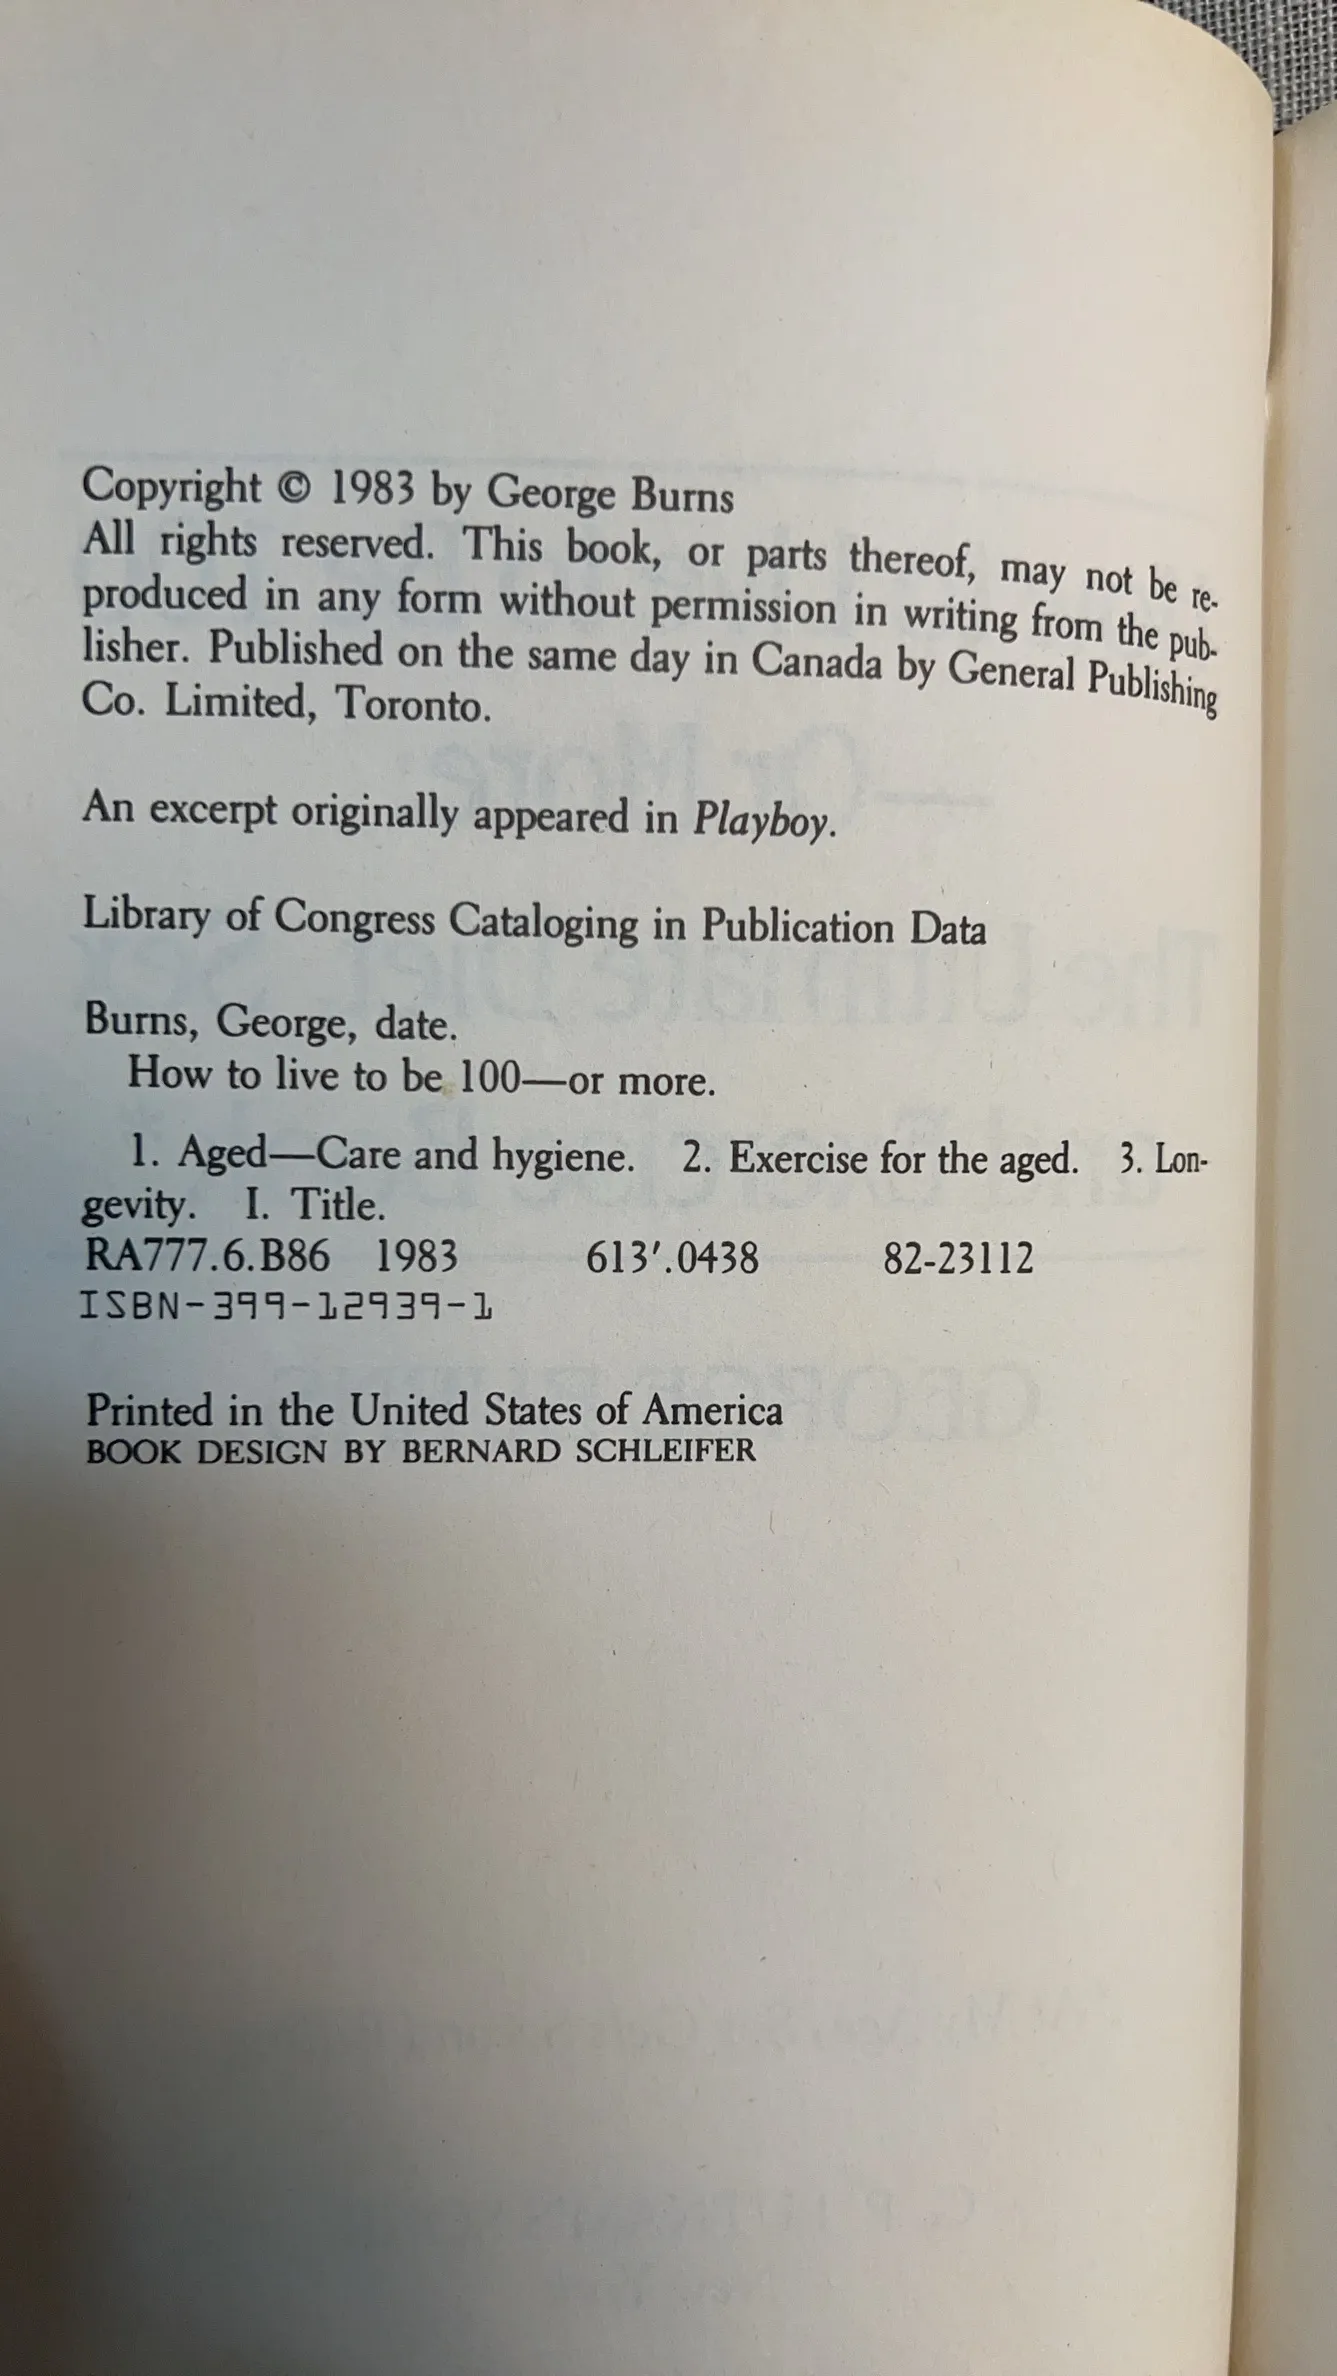 Copyright © 1983 by George Burns
All rights reserved. This book, or parts thereof, may not be re-
produced in any form without permission in writing from the pub-
lisher. Published on the same day in Canada by General Publishing
Co. Limited, Toronto.
An excerpt originally appeared in Playboy.
Library of Congress Cataloging in Publication Data
Burns, George, date.
How to live to be 100—or more.
1. Aged—Care and hygiene. 2. Exercise for the aged. 3. Lon-
gevity. I. Title.
RA777.6.B86 1983 613'.0438 82-23112
ISBN-399-12939-1
Printed in the United States of America
BOOK DESIGN BY BERNARD SCHLEIFER